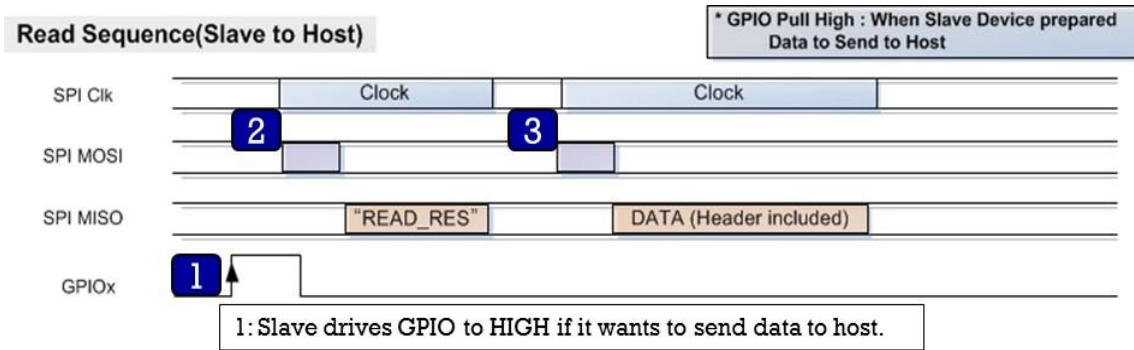 Read Sequence(Slave to Host)
* GPIO Pull High : When Slave Device prepared
Data to Send to Host
SPI Clk
Clock
Clock
2
3
SPI MOSI
SPI MISO
"READ_RES"
DATA (Header included)
1
GPIOx
1: Slave drives GPIO to HIGH if it wants to send data to host.